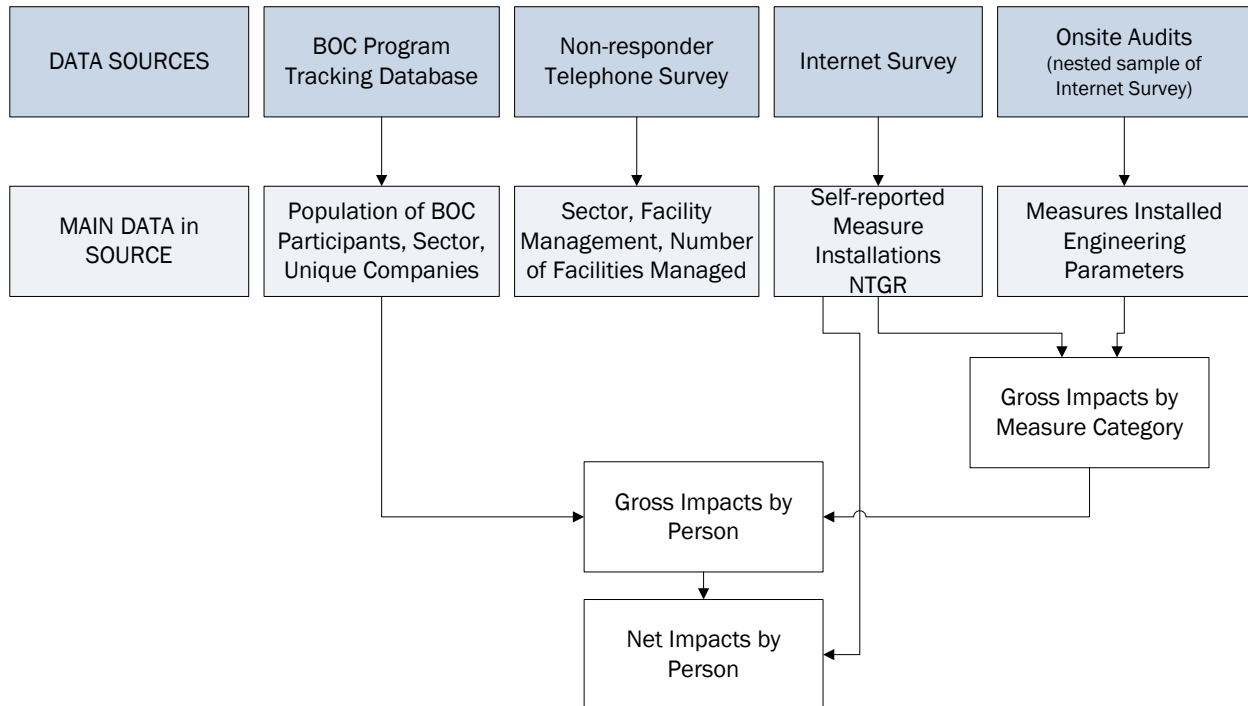 DATA SOURCES
BOC Program
Tracking Database
Non-responder
Telephone Survey
Internet Survey
Onsite Audits
(nested sample of
Internet Survey)
MAIN DATA in
SOURCE
Population of BOC
Participants, Sector,
Unique Companies
Sector, Facility
Management, Number
of Facilities Managed
Self-reported
Measure
Installations
NTGR
Measures Installed
Engineering
Parameters
Gross Impacts by
Measure Category
Gross Impacts by
Person
Net Impacts by
Person